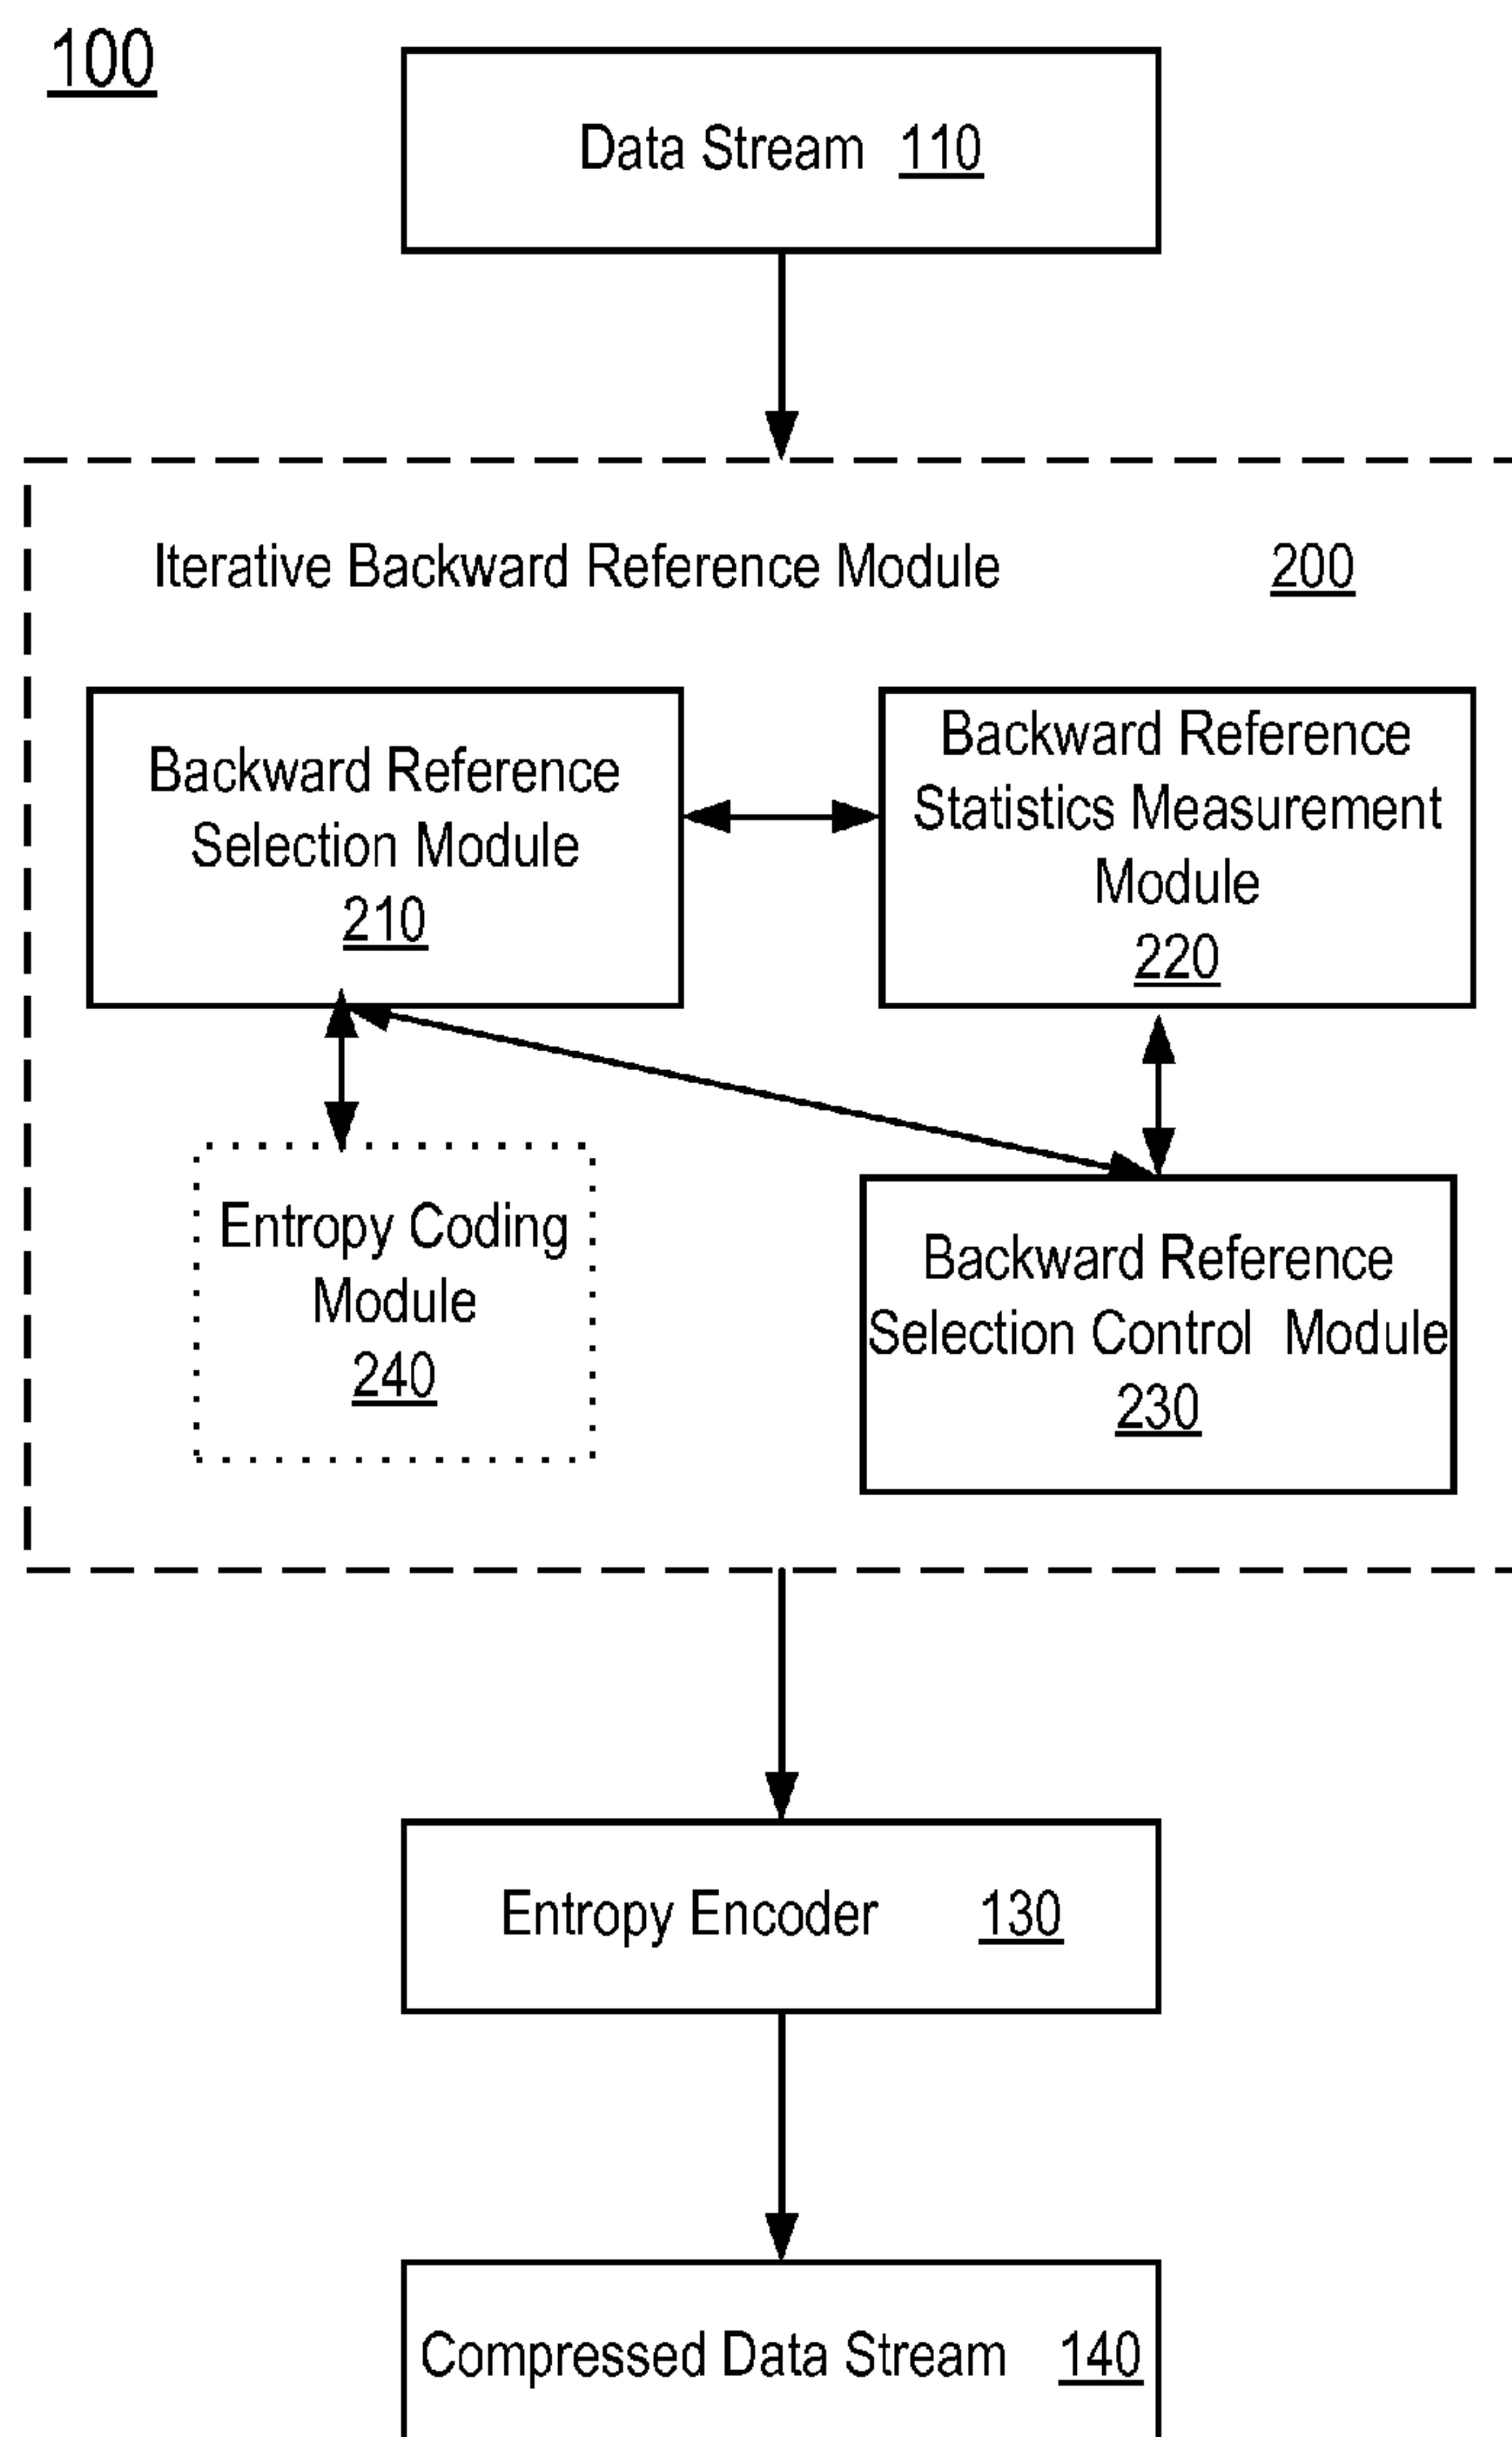 100
Data Stream 110
Iterative Backward Reference Module 200
Backward Reference
Selection Module
210
Backward Reference
Statistics Measurement
Module
220
Entropy Coding
Module
240
Backward Reference
Selection Control Module
230
Entropy Encoder 130
Compressed Data Stream 140